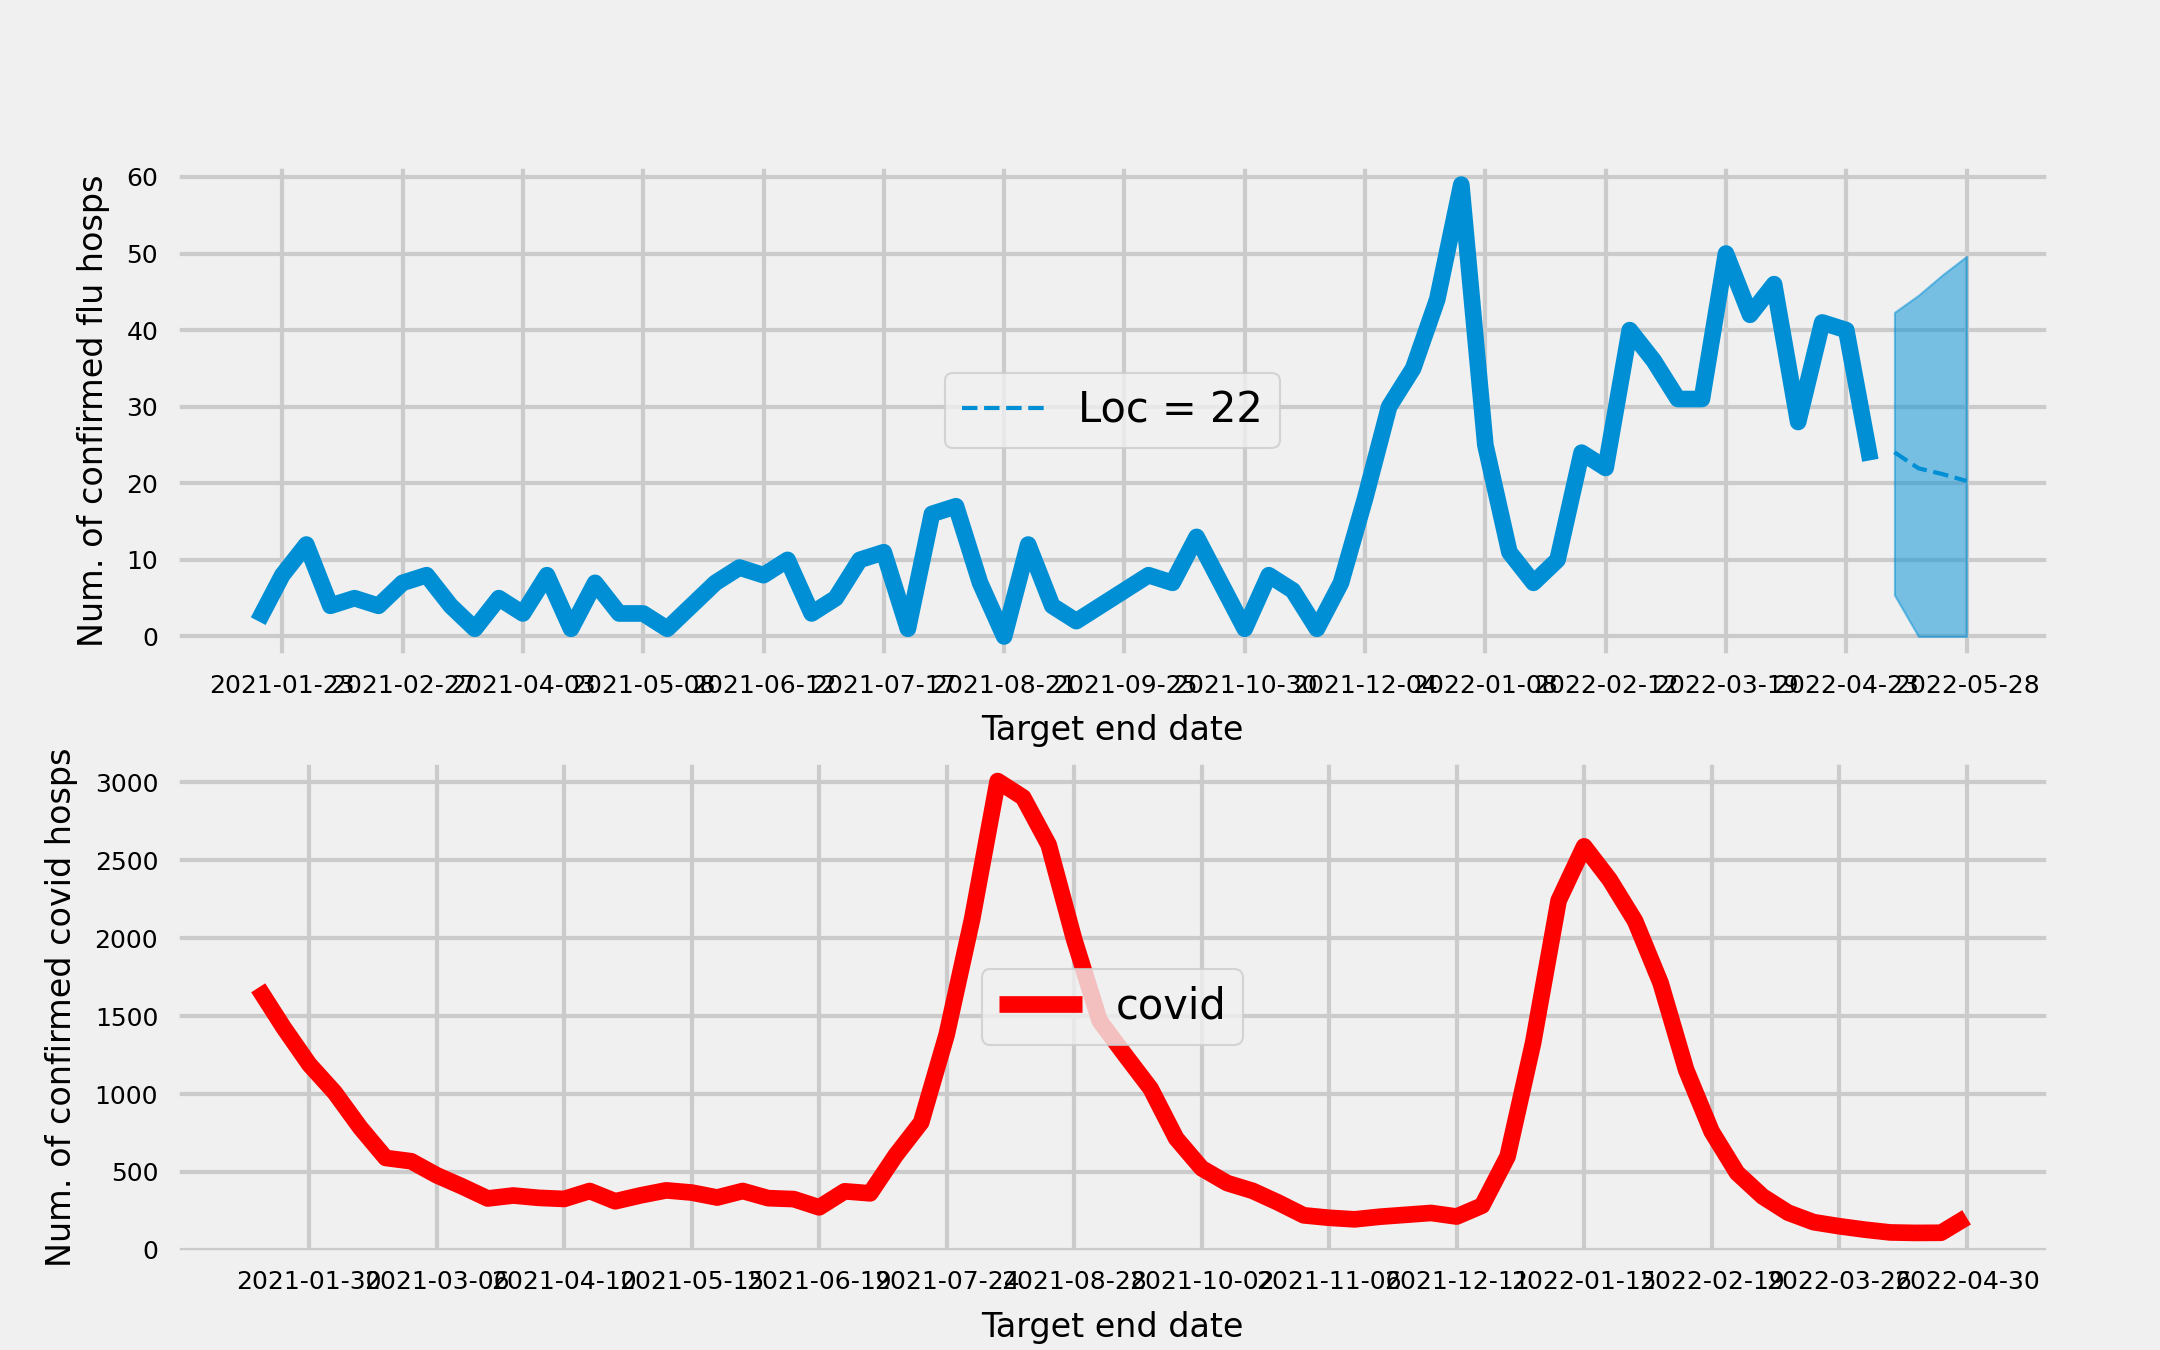 Num. of confirmed flu hosps
60
50
40
30
20
10
0
Loc = 22
2021-01-23 2021-02-27 2021-04-03 2021-05-08 2021-06-12 2021-07-17 2021-08-21 2021-09-25 2021-10-30 2021-12-04 2022-01-08 2022-02-12 2022-03-19 2022-04-23 2022-05-28
Target end date
Num. of confirmed covid hosps
3000
2500
2000
1500
1000
500
0
covid
2021-01-30 2021-03-06 2021-04-10 2021-05-15 2021-06-19 2021-07-24 2021-08-28 2021-10-02 2021-11-06 2021-12-11 2022-01-15 2022-02-19 2022-03-26 2022-04-30
Target end date